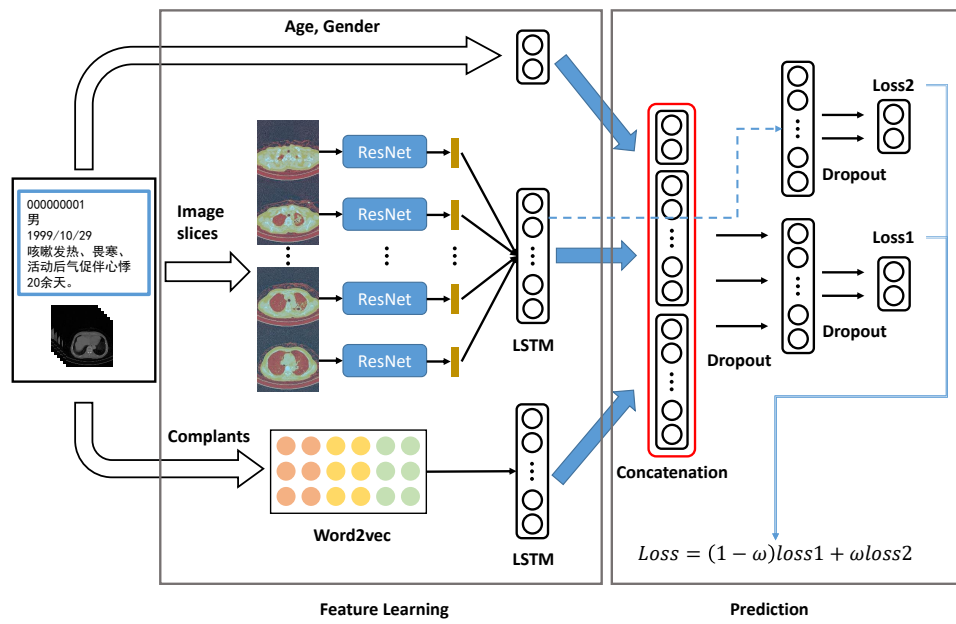 Age, Gender
Loss2
ResNet
Dropout
000000001
男
1999/10/29
咳嗽发热、畏寒、
活动后气促伴心悸
20余天。
Image
slices
ResNet
Loss1
ResNet
LSTM
Dropout
Dropout
ResNet
Complants
Concatenation
Word2vec
LSTM
Loss = (1 − ω)loss1 + ωloss2
Feature Learning
Prediction